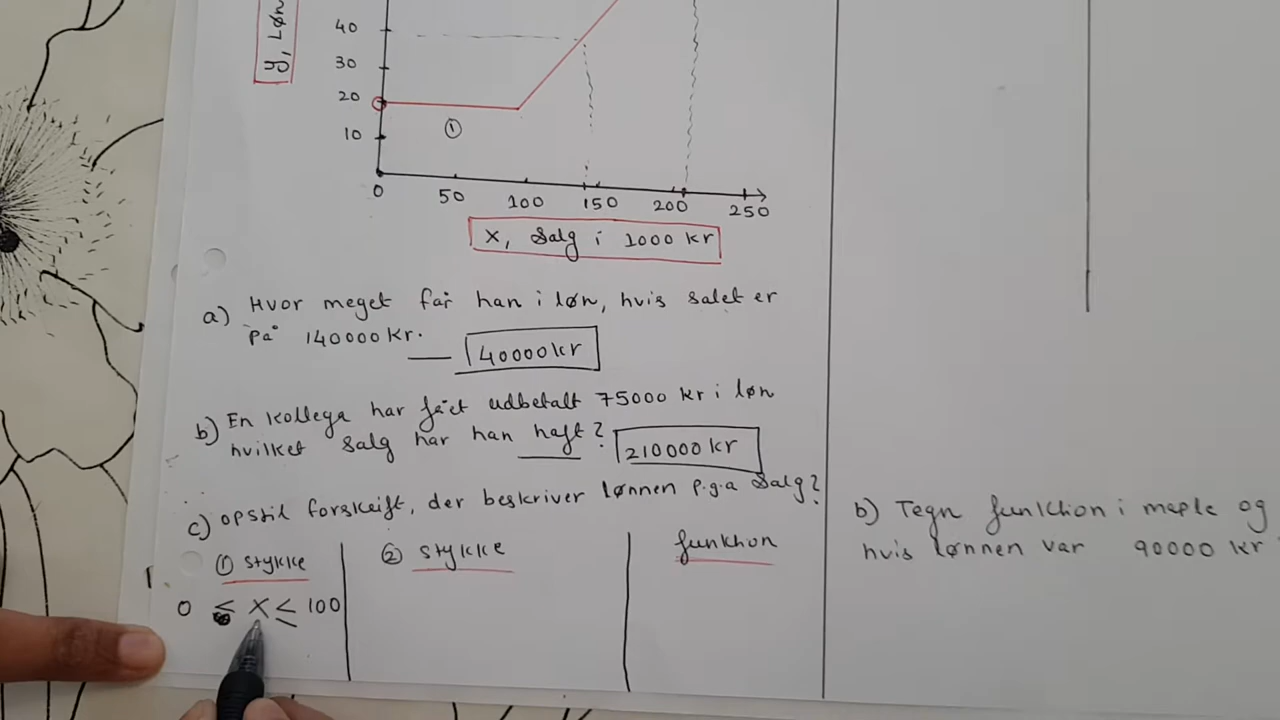 y, Løn
40
30
20
10
①
0 50 100 150 200 250
x, Salg i 1000 kr
a) Hvor meget får han i løn, hvis salet er
på 140000 kr.
40000 kr
b) En kollega har fået udbetalt 75000 kr i løn
hvilket salg har han haft? 210000 kr
c) opstil forskrift, der beskriver lønnen p.g.a salg?
① stykke
② stykke
funktion
0 ≤ x ≤ 100
b) Tegn funktion i maple og
hvis lønnen var 90000 kr